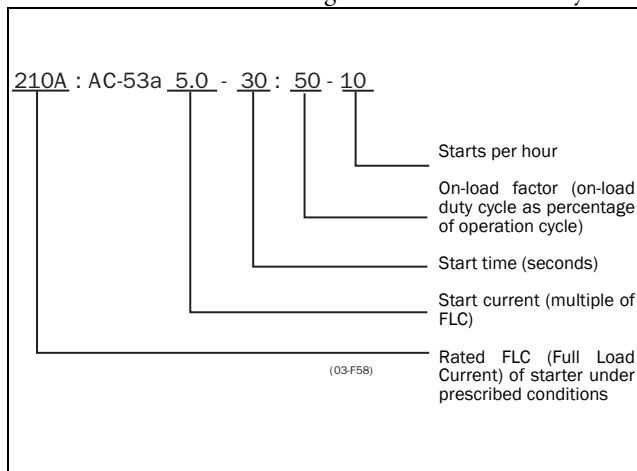 210A : AC-53a 5.0 - 30 : 50 - 10
Starts per hour
On-load factor (on-load
duty cycle as percentage
of operation cycle)
Start time (seconds)
Start current (multiple of
FLC)
Rated FLC (Full Load
Current) of starter under
prescribed conditions
(03-F58)